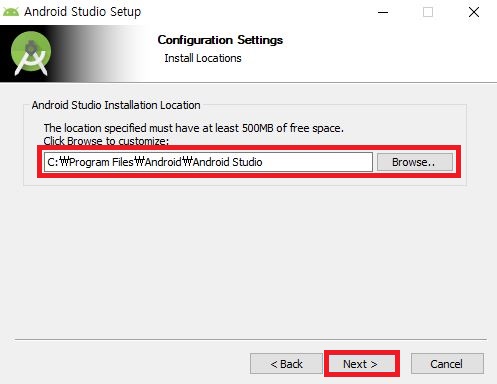 Android Studio Setup
Configuration Settings
Install Locations
Android Studio Installation Location
The location specified must have at least 500MB of free space.
Click Browse to customize:
C:₩Program Files₩Android₩Android Studio
Browse..
< Back
Next >
Cancel